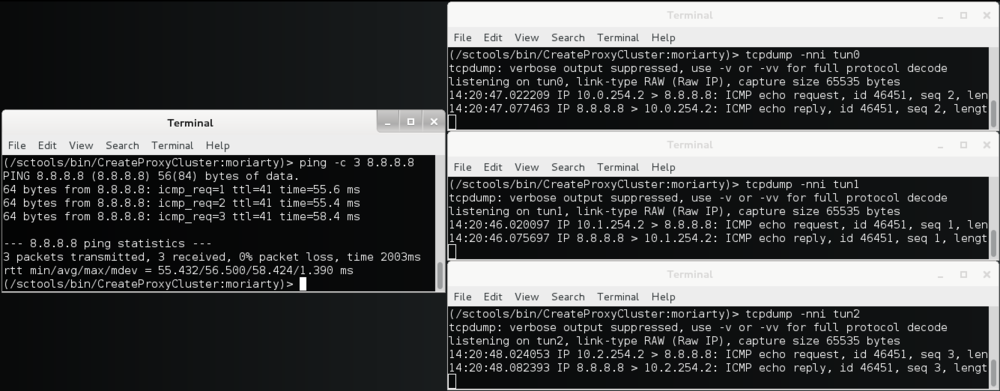 Terminal
File Edit View Search Terminal Help
(/sctools/bin/CreateProxyCluster:moriarty)> ping -c 3 8.8.8.8
PING 8.8.8.8 (8.8.8.8) 56(84) bytes of data.
64 bytes from 8.8.8.8: icmp_req=1 ttl=41 time=55.6 ms
64 bytes from 8.8.8.8: icmp_req=2 ttl=41 time=55.4 ms
64 bytes from 8.8.8.8: icmp_req=3 ttl=41 time=58.4 ms
--- 8.8.8.8 ping statistics ---
3 packets transmitted, 3 received, 0% packet loss, time 2003ms
rtt min/avg/max/mdev = 55.432/56.500/58.424/1.390 ms
(/sctools/bin/CreateProxyCluster:moriarty)>
Terminal
File Edit View Search Terminal Help
(/sctools/bin/CreateProxyCluster:moriarty)> tcpdump -nni tun0
tcpdump: verbose output suppressed, use -v or -vv for full protocol decode
listening on tun0, link-type RAW (Raw IP), capture size 65535 bytes
14:20:47.022209 IP 10.0.254.2 > 8.8.8.8: ICMP echo request, id 46451, seq 2, len
14:20:47.077463 IP 8.8.8.8 > 10.0.254.2: ICMP echo reply, id 46451, seq 2, lengt
Terminal
File Edit View Search Terminal Help
(/sctools/bin/CreateProxyCluster:moriarty)> tcpdump -nni tun1
tcpdump: verbose output suppressed, use -v or -vv for full protocol decode
listening on tun1, link-type RAW (Raw IP), capture size 65535 bytes
14:20:46.020097 IP 10.1.254.2 > 8.8.8.8: ICMP echo request, id 46451, seq 1, len
14:20:46.075697 IP 8.8.8.8 > 10.1.254.2: ICMP echo reply, id 46451, seq 1, lengt
Terminal
File Edit View Search Terminal Help
(/sctools/bin/CreateProxyCluster:moriarty)> tcpdump -nni tun2
tcpdump: verbose output suppressed, use -v or -vv for full protocol decode
listening on tun2, link-type RAW (Raw IP), capture size 65535 bytes
14:20:48.024053 IP 10.2.254.2 > 8.8.8.8: ICMP echo request, id 46451, seq 3, len
14:20:48.082393 IP 8.8.8.8 > 10.2.254.2: ICMP echo reply, id 46451, seq 3, lengt